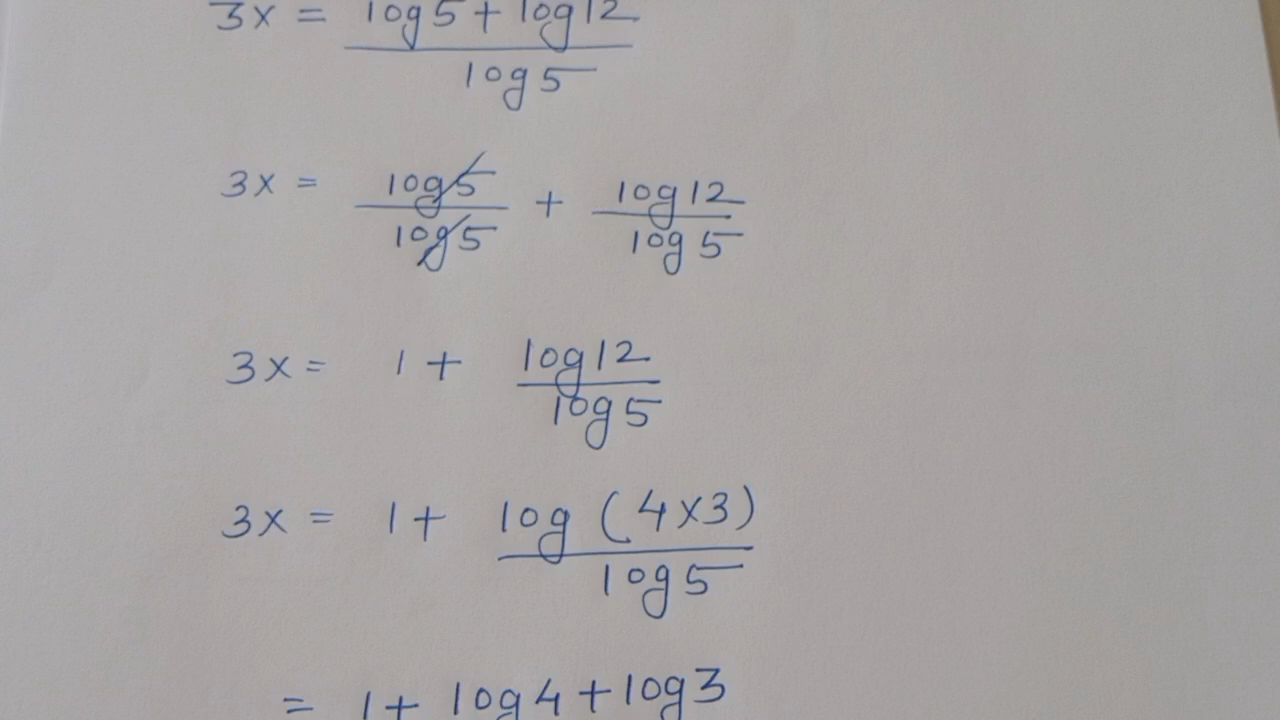 3x = log5 + log12
log5
3x = log5 + log12
log5 log5
3x = 1 + log12
log5
3x = 1 + log (4x3)
log5
= 1 + log4 + log3